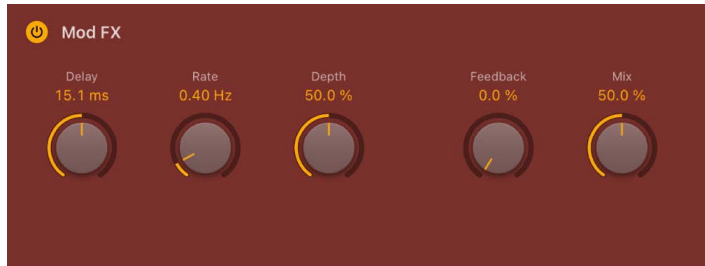 Mod FX
Delay Rate Depth Feedback Mix
15.1 ms 0.40 Hz 50.0 % 0.0 % 50.0 %